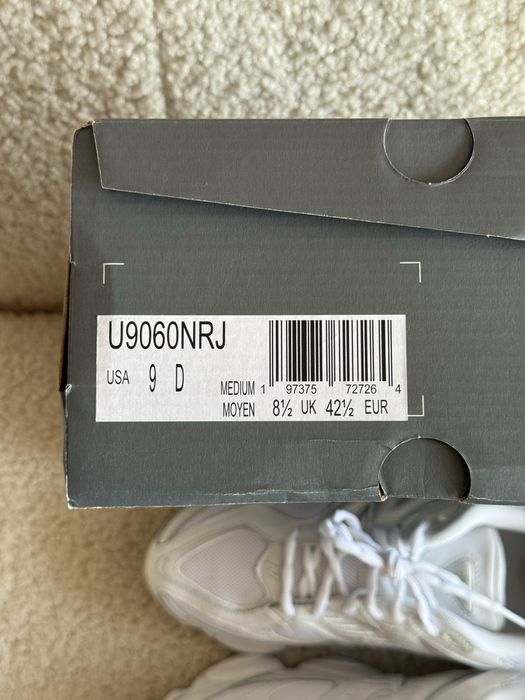 U9060NRJ
USA 9 D
MEDIUM 1 97375 72726 4
MOYEN 8½ UK 42½ EUR